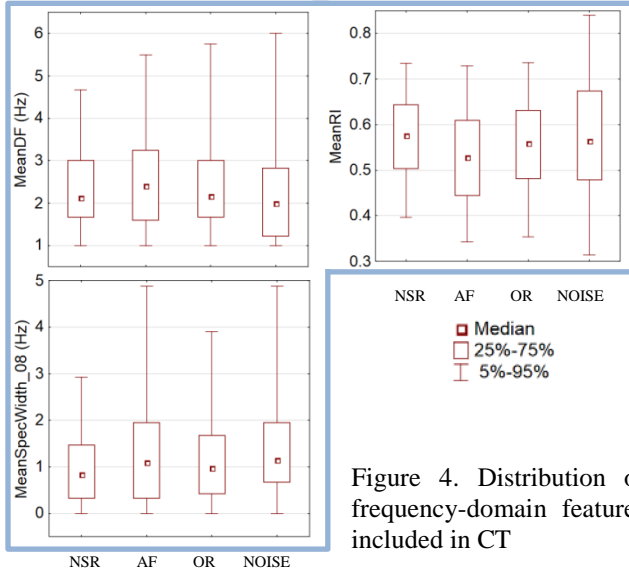 MeanDF (Hz)
6
5
4
3
2
1
MeanRI
0.8
0.7
0.6
0.5
0.4
0.3
NSR AF OR NOISE
Median
25%-75%
5%-95%
MeanSpecWidth_08 (Hz)
5
4
3
2
1
0
NSR AF OR NOISE
Figure 4. Distribution o
frequency-domain feature
included in CT